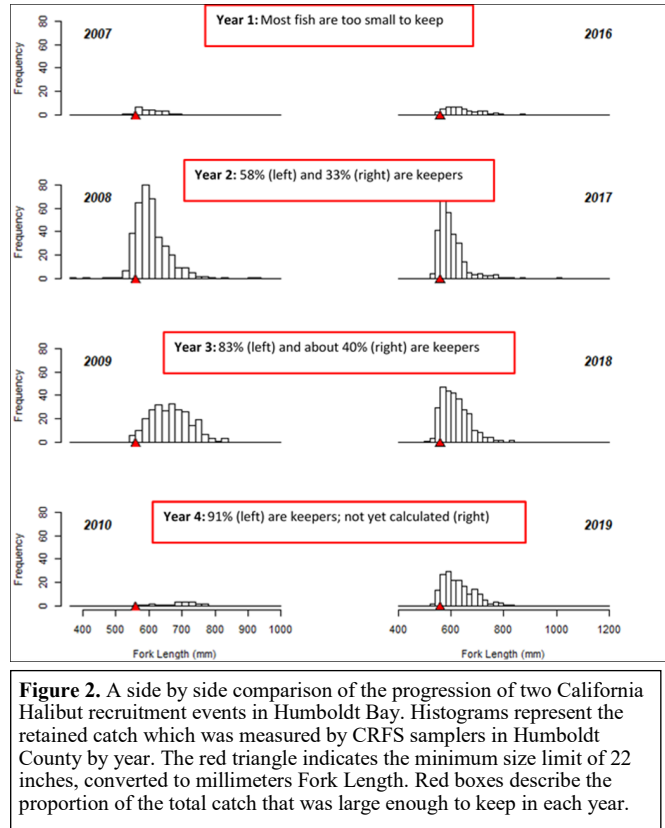 Year 1: Most fish are too small to keep
2007
2016
Frequency
80
60
40
20
0
Year 2: 58% (left) and 33% (right) are keepers
2008
2017
Frequency
80
60
40
20
0
Year 3: 83% (left) and about 40% (right) are keepers
2009
2018
Frequency
80
60
40
20
0
Year 4: 91% (left) are keepers; not yet calculated (right)
2010
2019
Frequency
80
60
40
20
0
400 500 600 700 800 900 1000
400 600 800 1000 1200
Fork Length (mm)
Fork Length (mm)
Figure 2. A side by side comparison of the progression of two California
Halibut recruitment events in Humboldt Bay. Histograms represent the
retained catch which was measured by CRFS samplers in Humboldt
County by year. The red triangle indicates the minimum size limit of 22
inches, converted to millimeters Fork Length. Red boxes describe the
proportion of the total catch that was large enough to keep in each year.